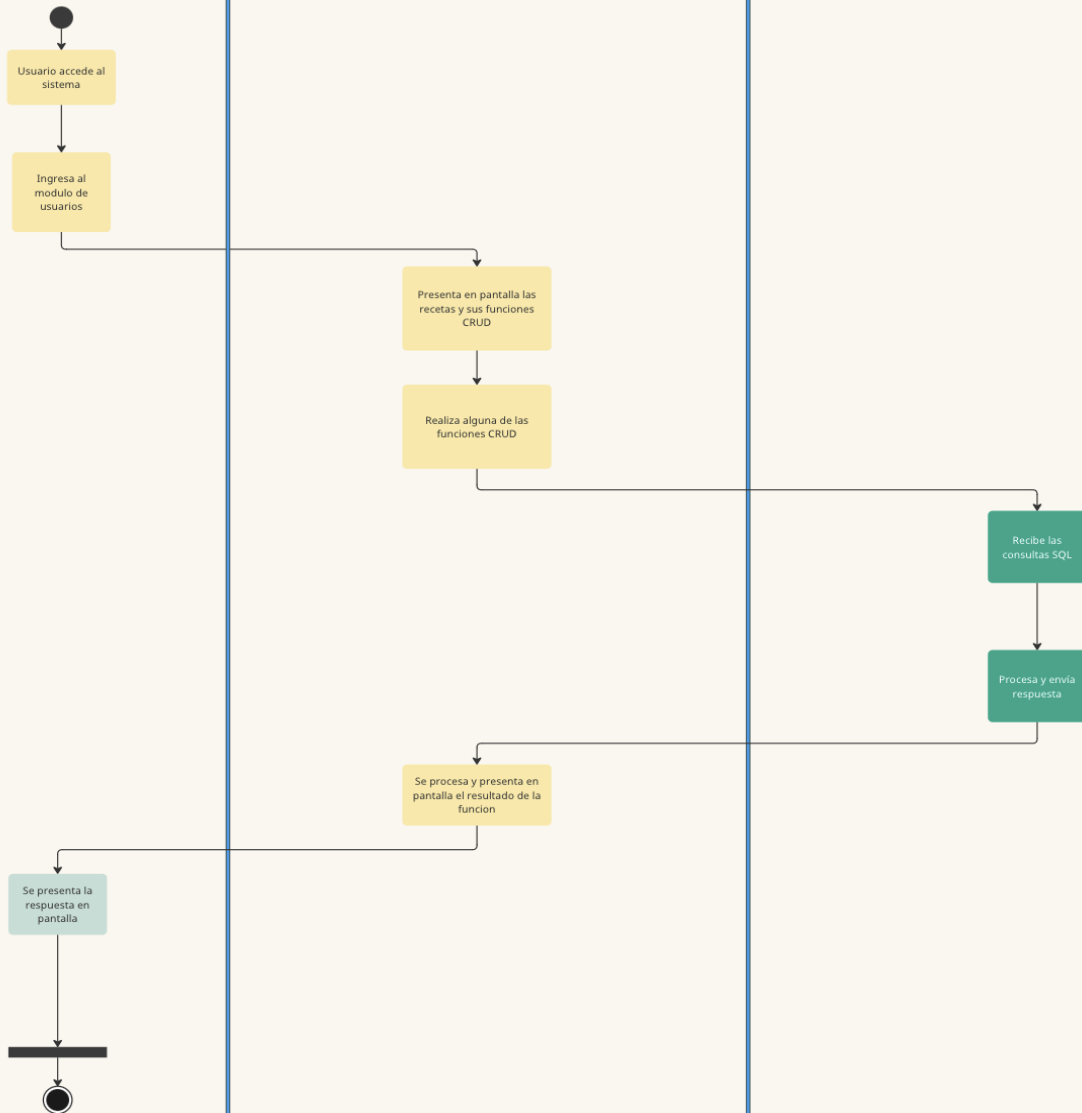 Usuario accede al
sistema
Ingresa al
modulo de
usuarios
Presenta en pantalla las
recetas y sus funciones
CRUD
Realiza alguna de las
funciones CRUD
Recibe las
consultas SQL
Procesa y envía
respuesta
Se procesa y presenta en
pantalla el resultado de la
funcion
Se presenta la
respuesta en
pantalla